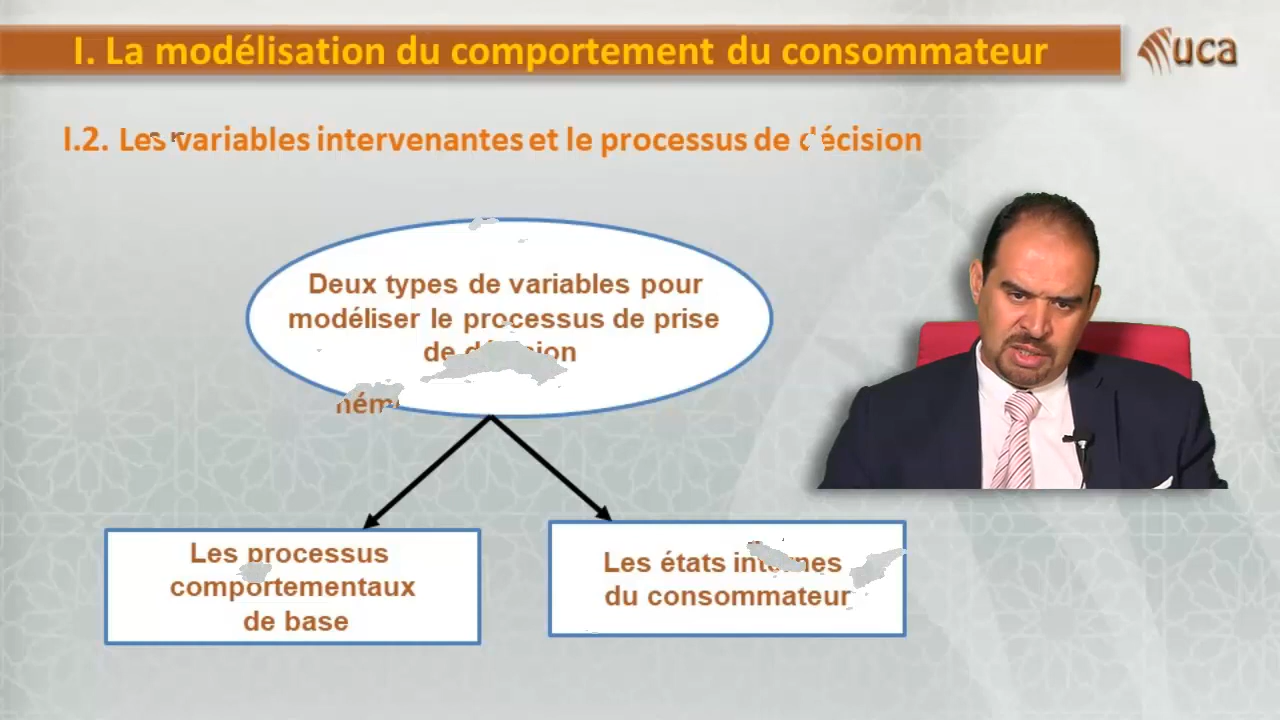 I. La modélisation du comportement du consommateur
uca
I.2. Les variables intervenantes et le processus de décision
Deux types de variables pour
modéliser le processus de prise
de décision
Les processus
comportementaux
de base
Les états internes
du consommateur